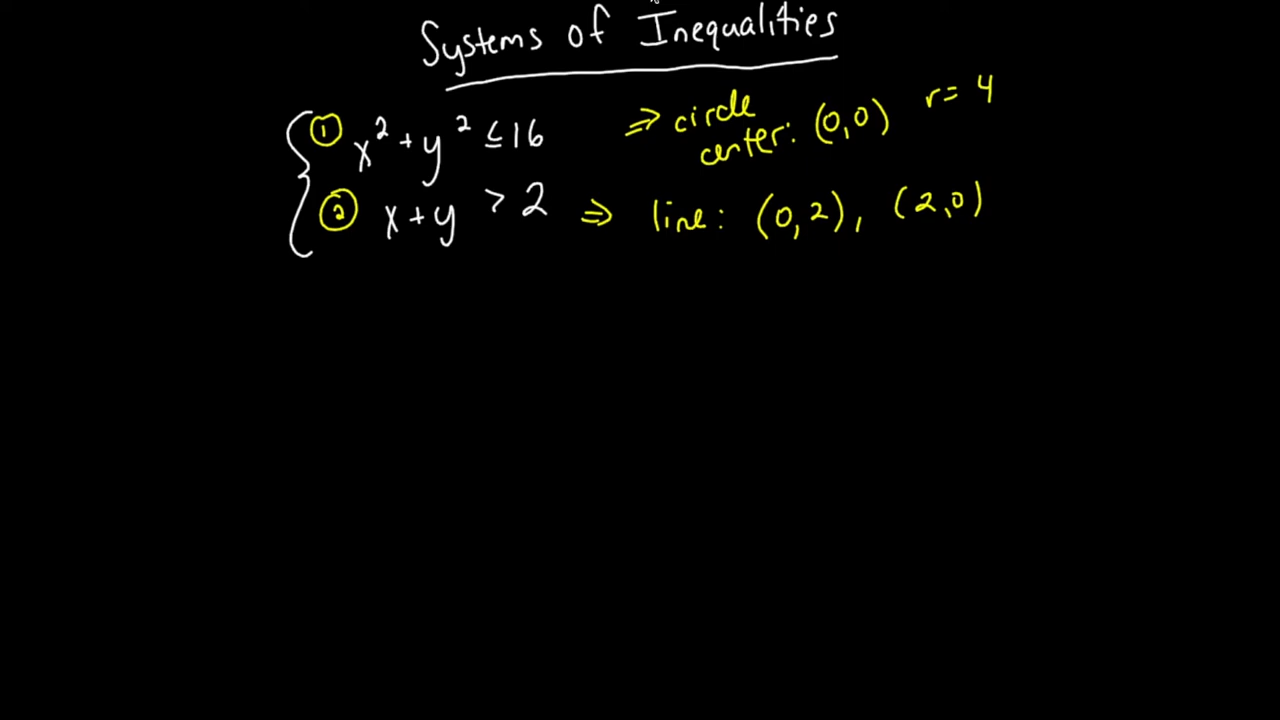 Systems of Inequalities
① x² + y² ≤ 16 ⇒ circle center: (0,0) r = 4
② x + y > 2 ⇒ line: (0,2), (2,0)